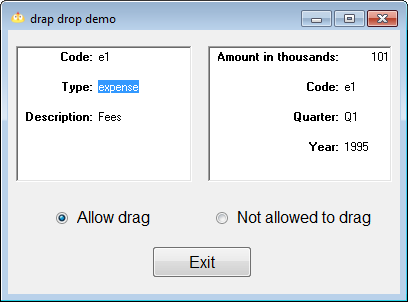 drap drop demo
Code: e1
Type: expense
Description: Fees
Amount in thousands: 101
Code: e1
Quarter: Q1
Year: 1995
Allow drag
Not allowed to drag
Exit